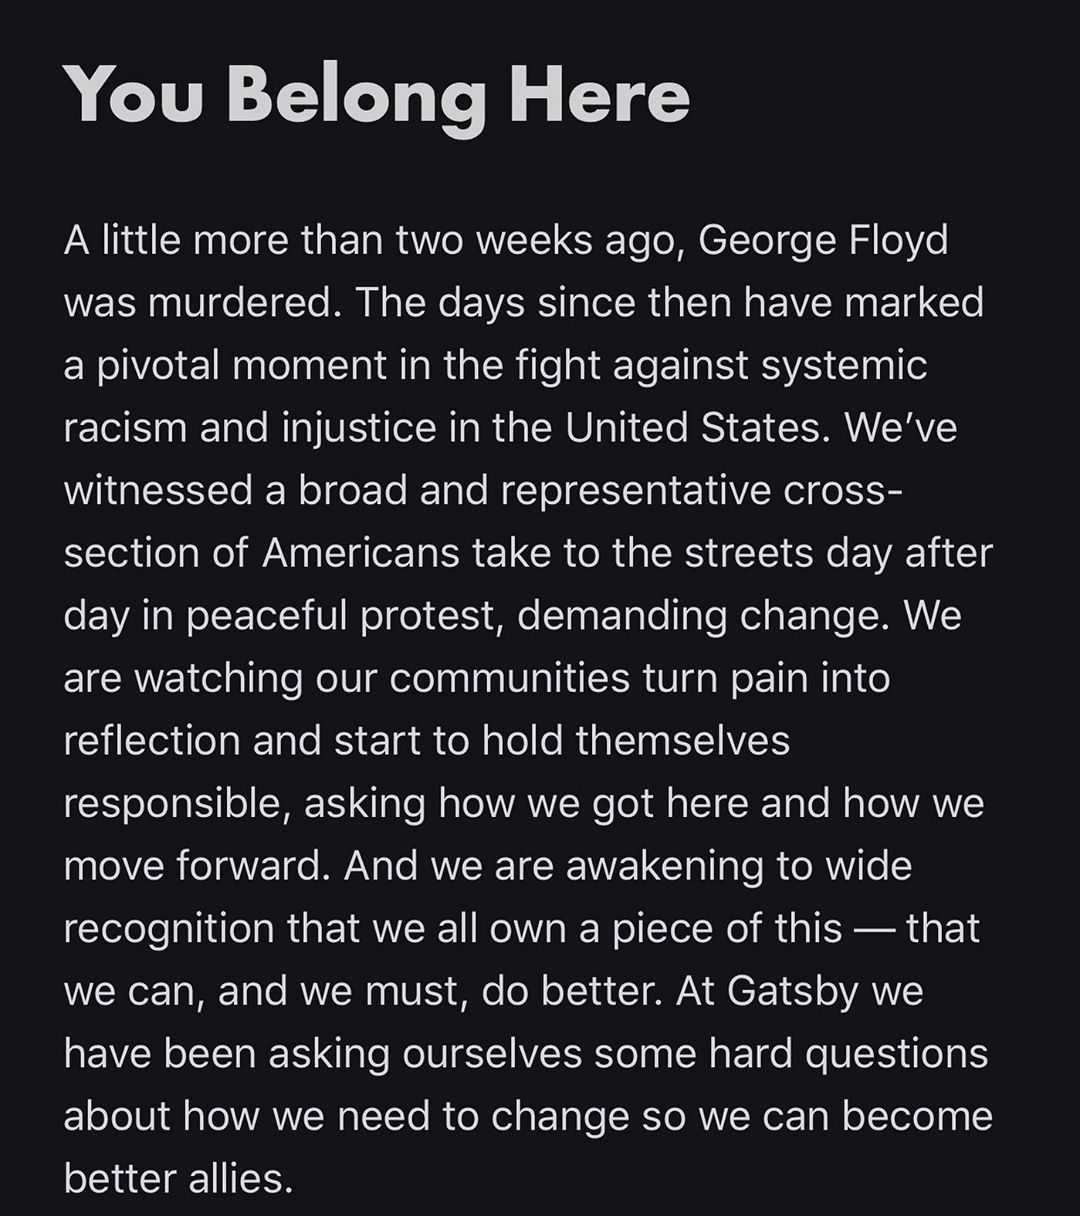 You Belong Here
A little more than two weeks ago, George Floyd
was murdered. The days since then have marked
a pivotal moment in the fight against systemic
racism and injustice in the United States. We’ve
witnessed a broad and representative cross-
section of Americans take to the streets day after
day in peaceful protest, demanding change. We
are watching our communities turn pain into
reflection and start to hold themselves
responsible, asking how we got here and how we
move forward. And we are awakening to wide
recognition that we all own a piece of this — that
we can, and we must, do better. At Gatsby we
have been asking ourselves some hard questions
about how we need to change so we can become
better allies.